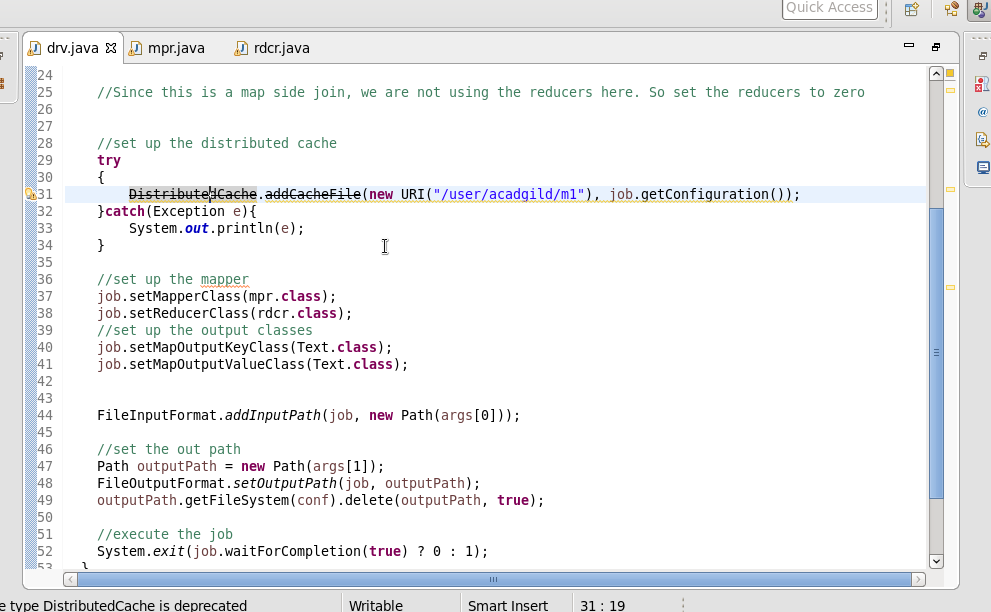 Quick Access
drv.java mpr.java rdcr.java
24
25 //Since this is a map side join, we are not using the reducers here. So set the reducers to zero
26
27
28 //set up the distributed cache
29 try
30 {
31 DistributedCache.addCacheFile(new URI("/user/acadgild/m1"), job.getConfiguration());
32 }catch(Exception e){
33 System.out.println(e);
34 }
35
36 //set up the mapper
37 job.setMapperClass(mpr.class);
38 job.setReducerClass(rdcr.class);
39 //set up the output classes
40 job.setMapOutputKeyClass(Text.class);
41 job.setMapOutputValueClass(Text.class);
42
43
44 FileInputFormat.addInputPath(job, new Path(args[0]));
45
46 //set the out path
47 Path outputPath = new Path(args[1]);
48 FileOutputFormat.setOutputPath(job, outputPath);
49 outputPath.getFileSystem(conf).delete(outputPath, true);
50
51 //execute the job
52 System.exit(job.waitForCompletion(true) ? 0 : 1);
53 }
e type DistributedCache is deprecated Writable Smart Insert 31 : 19